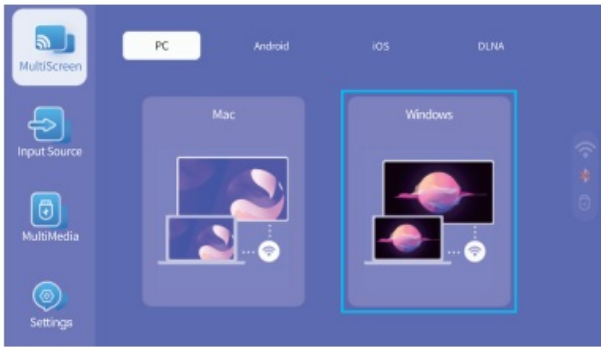 MultiScreen
PC
Android
iOS
DLNA
Mac
Windows
Input Source
MultiMedia
Settings